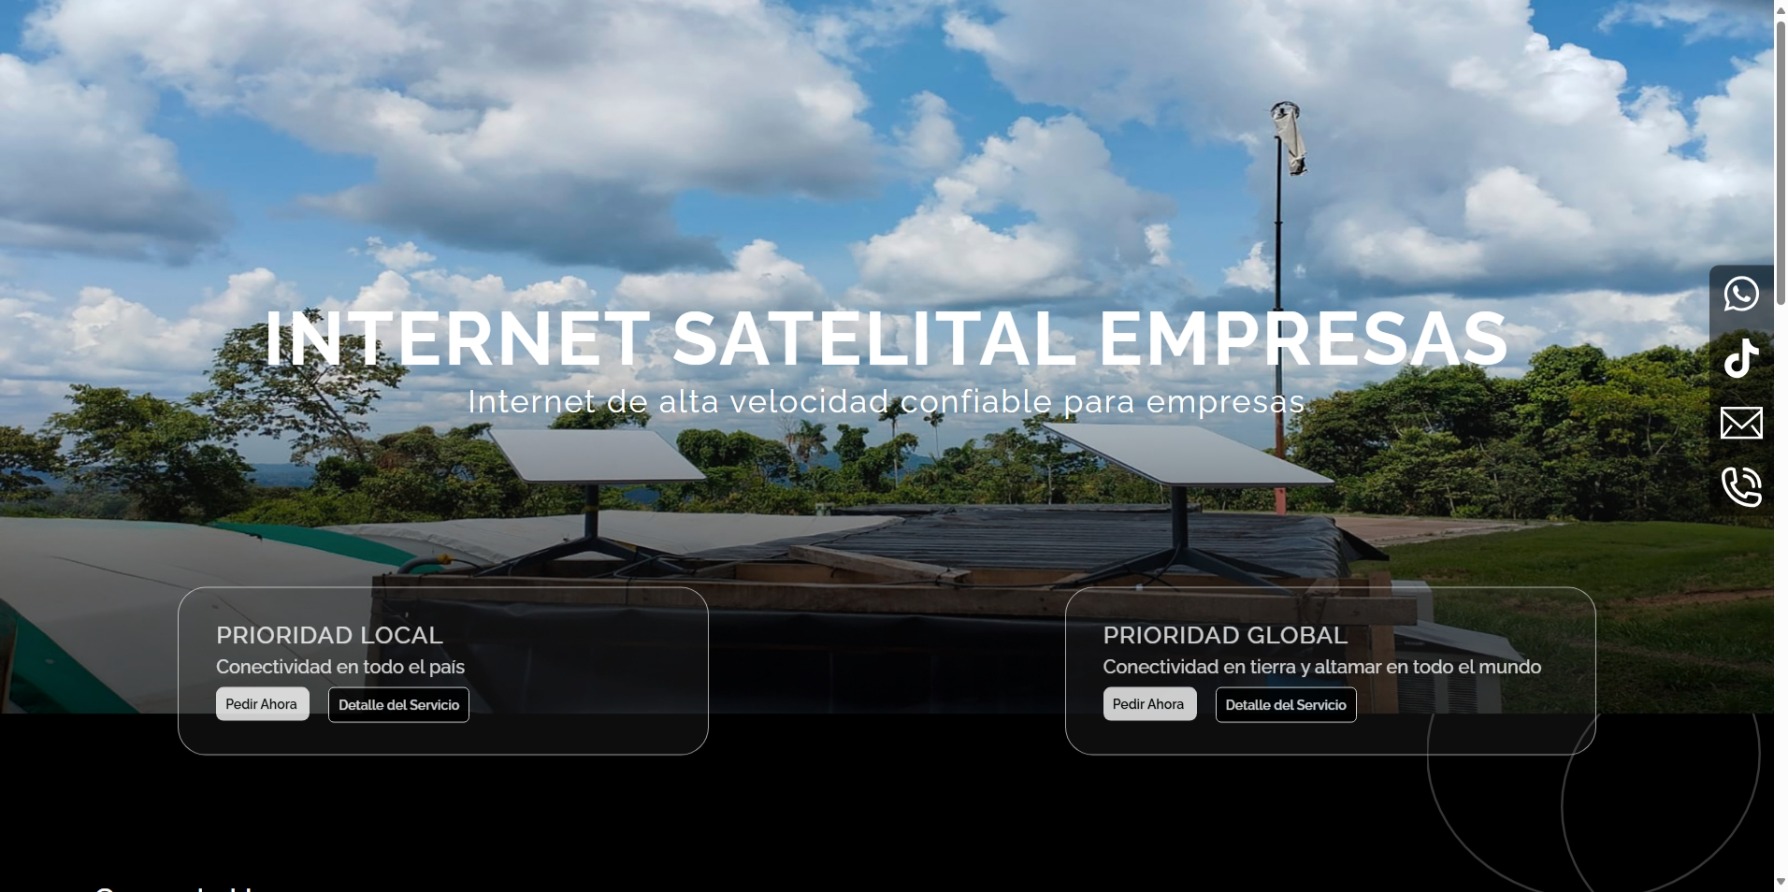 INTERNET SATELITAL EMPRESAS
Internet de alta velocidad confiable para empresas
PRIORIDAD LOCAL
Conectividad en todo el país
Pedir Ahora
Detalle del Servicio
PRIORIDAD GLOBAL
Conectividad en tierra y altamar en todo el mundo
Pedir Ahora
Detalle del Servicio